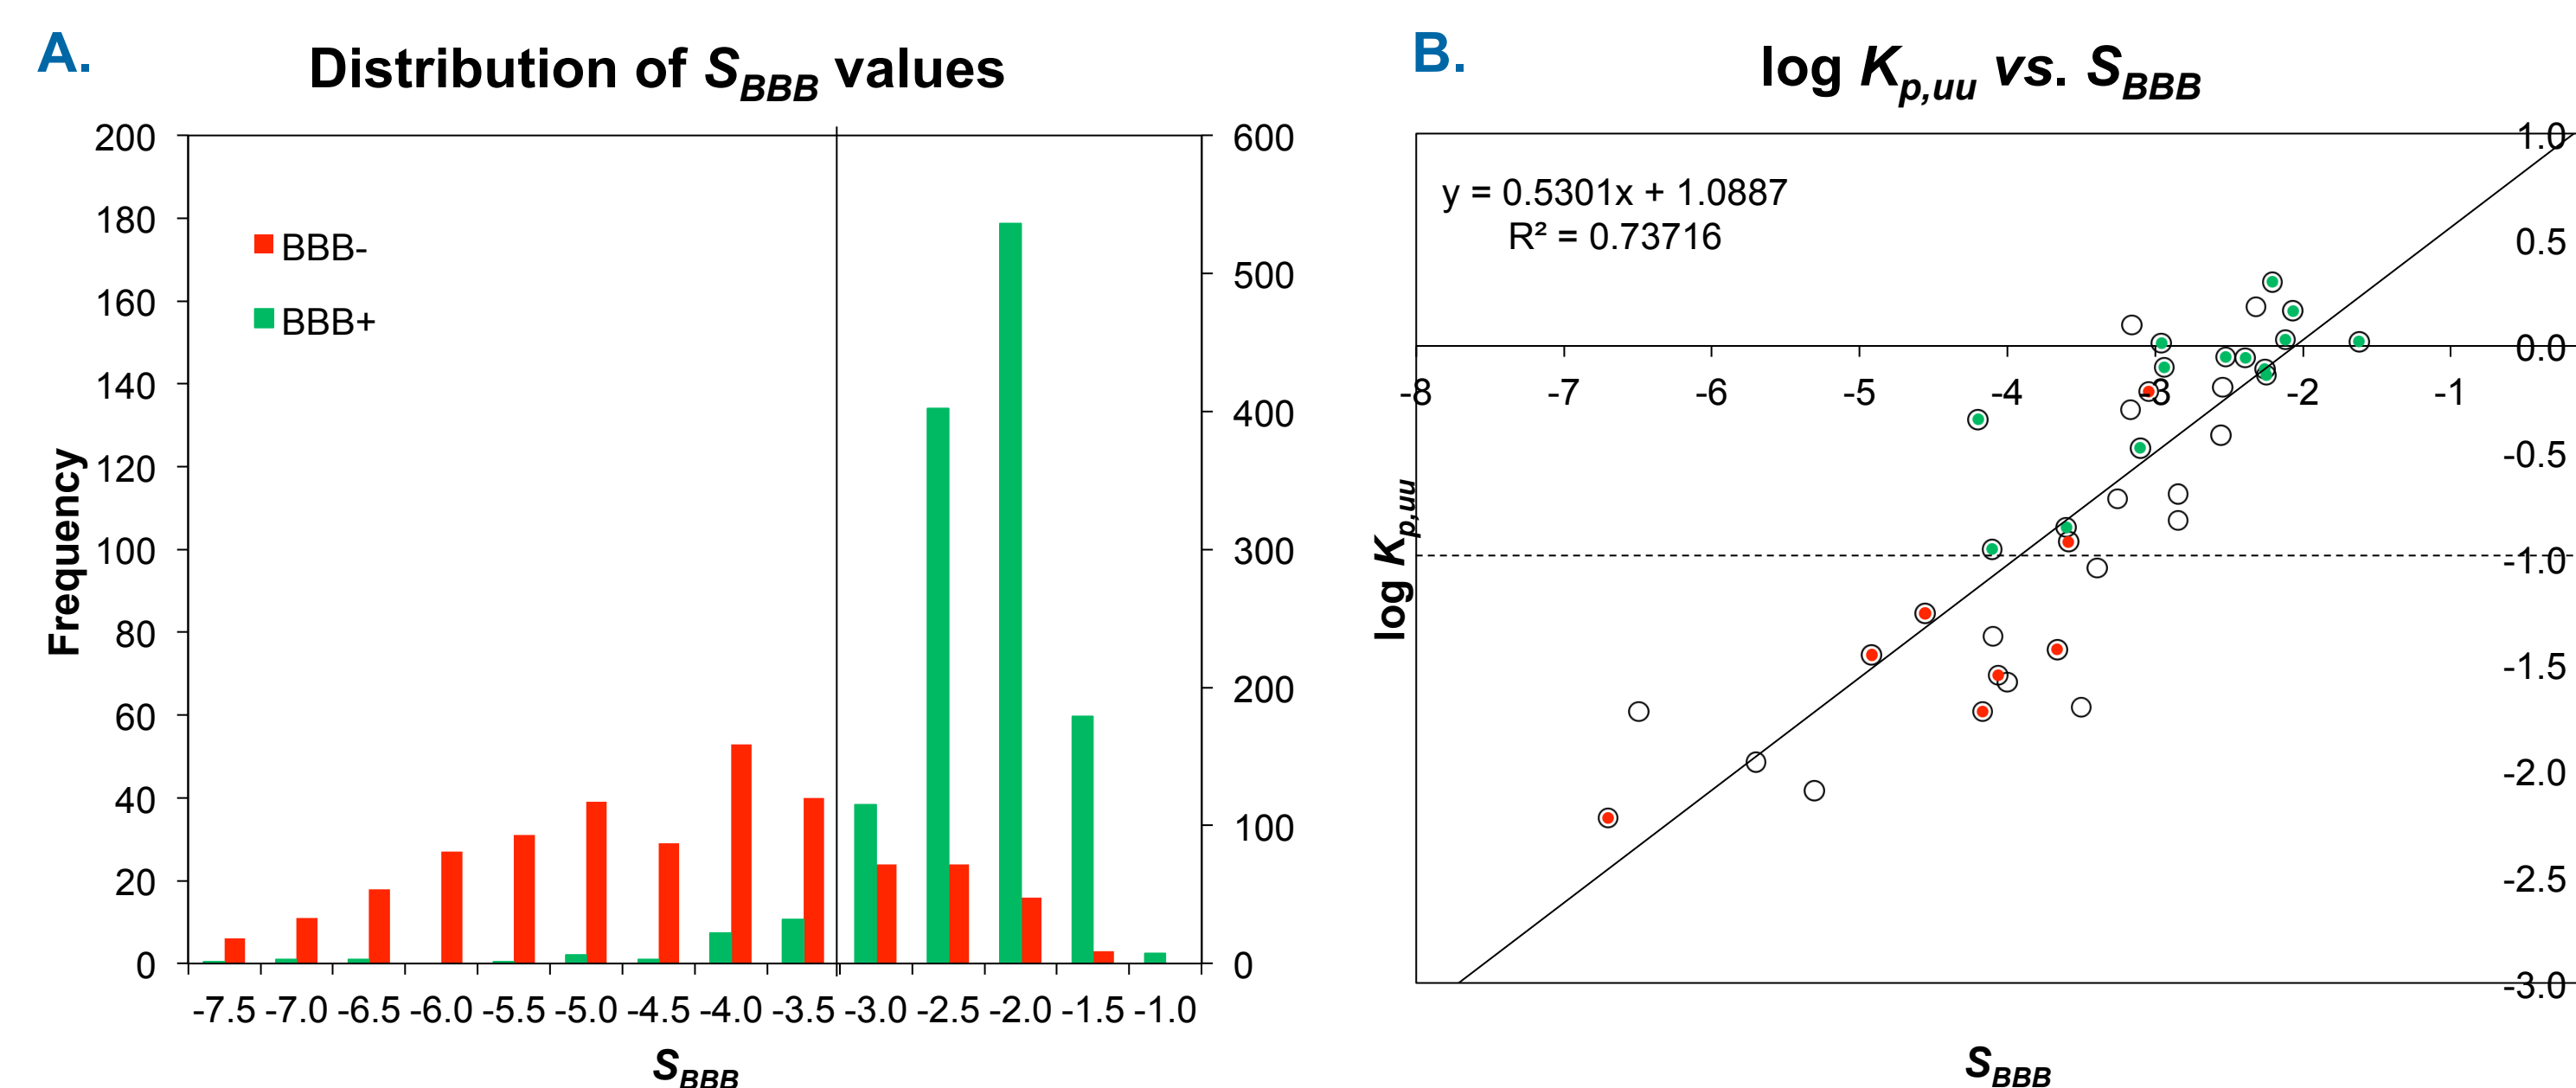 A.
Distribution of SBBB values
200
180
160
140
120
100
80
60
40
20
0
Frequency
600
500
400
300
200
100
0
BBB-
BBB+
-7.5 -7.0 -6.5 -6.0 -5.5 -5.0 -4.5 -4.0 -3.5 -3.0 -2.5 -2.0 -1.5 -1.0
SBBB
B.
log Kp,uu vs. SBBB
y = 0.5301x + 1.0887
R² = 0.73716
1.0
0.5
0.0
-0.5
-1.0
-1.5
-2.0
-2.5
-3.0
-8 -7 -6 -5 -4 -3 -2 -1
log Kp,uu
SBBB